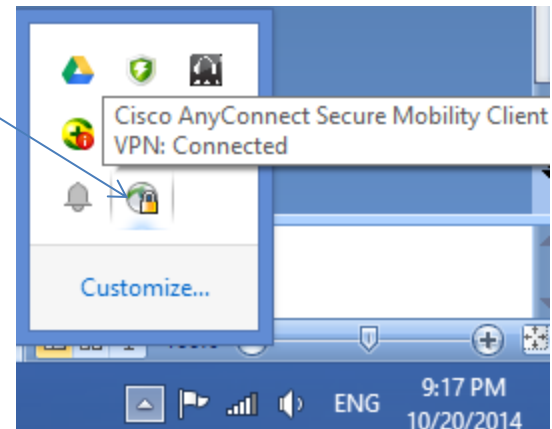 Cisco AnyConnect Secure Mobility Client
VPN: Connected
Customize...
ENG
9:17 PM
10/20/2014